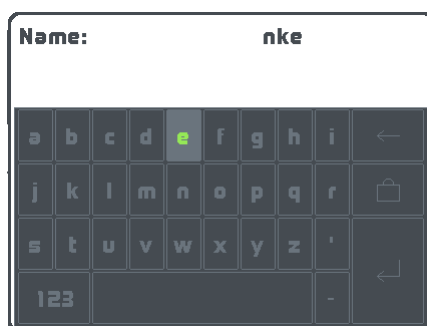 Name: nke
a b c d e f g h i ←
j k l m n o p q r
s t u v w x y z '
123 -